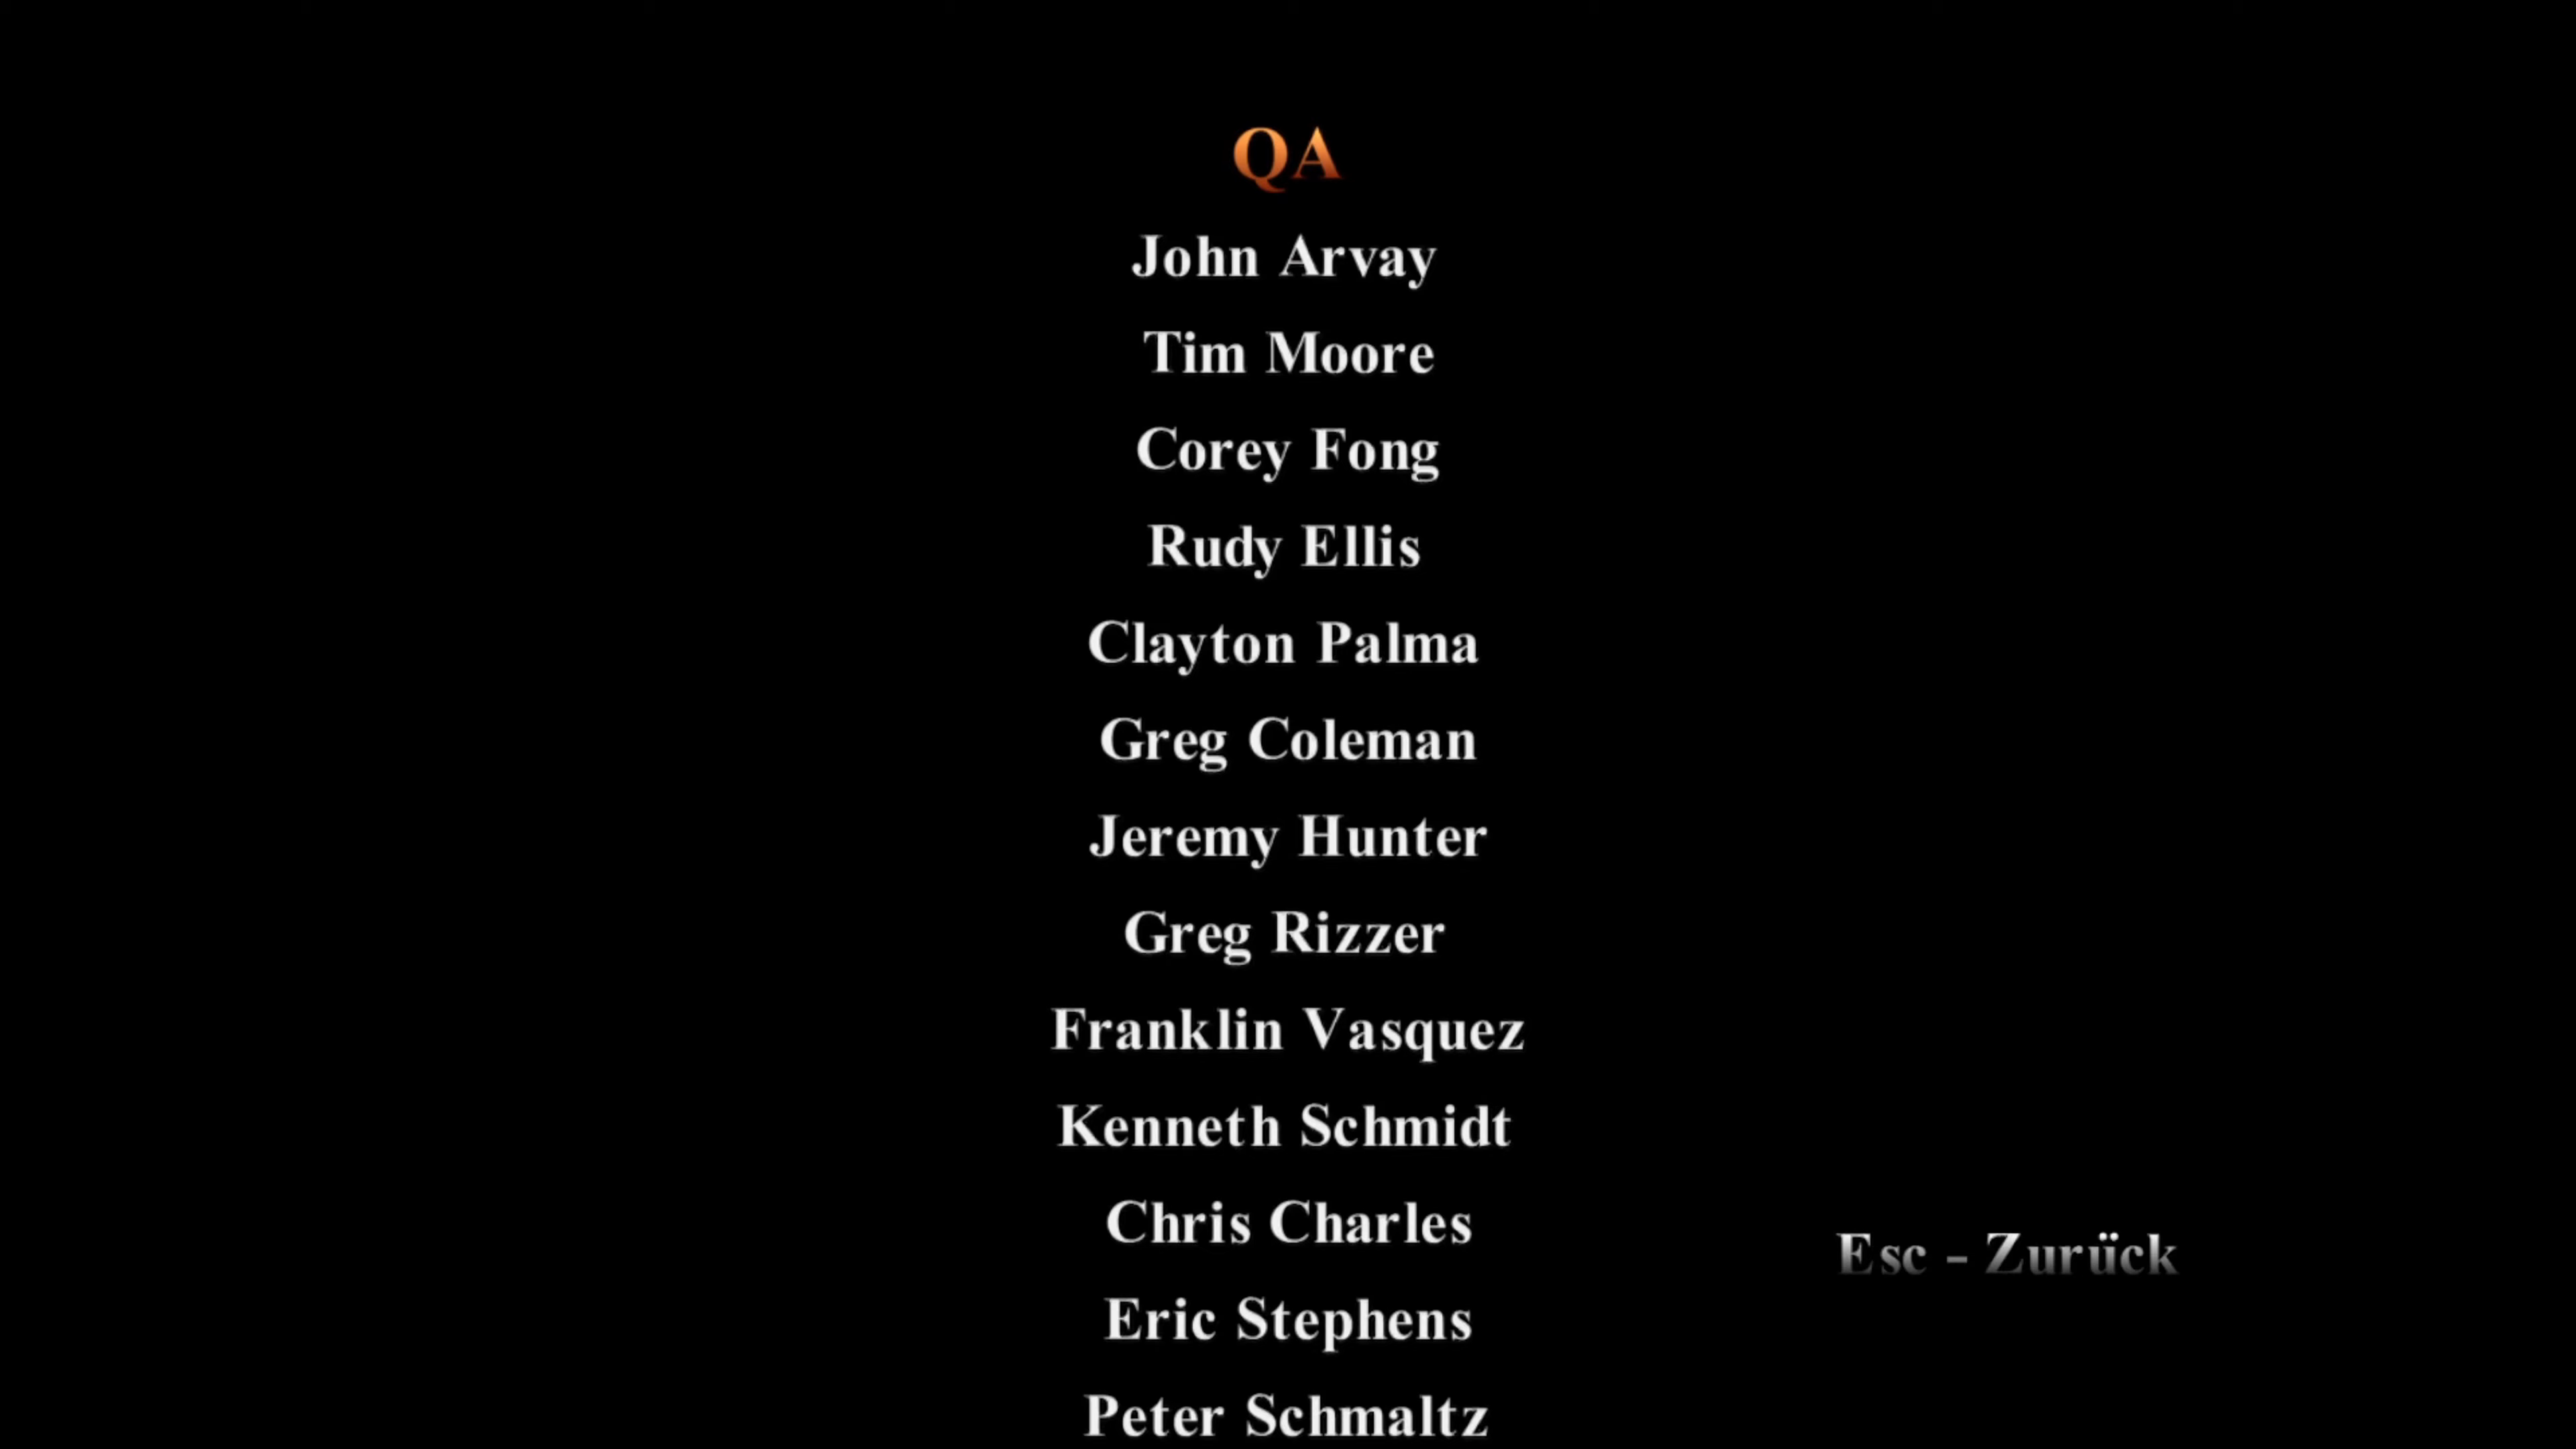 QA
John Arvay
Tim Moore
Corey Fong
Rudy Ellis
Clayton Palma
Greg Coleman
Jeremy Hunter
Greg Rizzer
Franklin Vasquez
Kenneth Schmidt
Chris Charles
Esc - Zurück
Eric Stephens
Peter Schmaltz